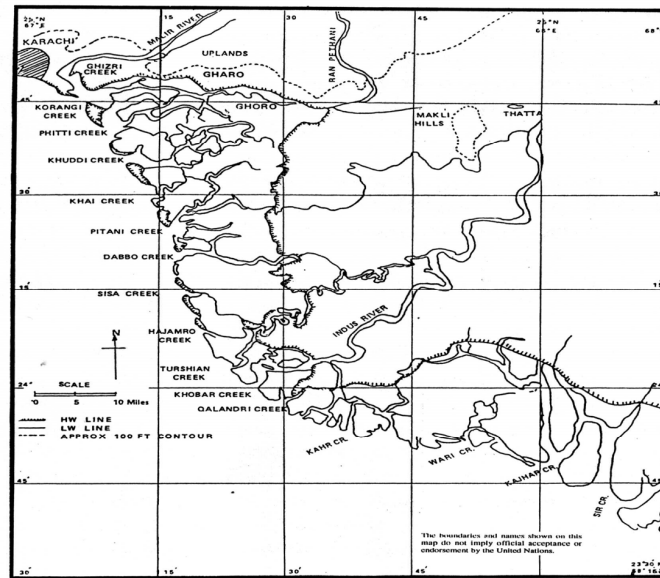 25°N
67°E
15
30
45
25°N
68°E
68°
KARACHI
MALIR RIVER
UPLANDS
RAN PETHANI
GHIZRI
CREEK
GHARO
45
GHORO
KORANGI
CREEK
MAKLI
HILLS
THATTA
PHITTI CREEK
KHUDDI CREEK
KHAI CREEK
PITANI CREEK
DABBO CREEK
15
SISA CREEK
INDUS RIVER
HAJAMRO
CREEK
N
TURSHIAN
CREEK
24°
SCALE
0 5 10 Miles
KHOBAR CREEK
QALANDRI CREEK
HW LINE
LW LINE
APPROX 100 FT CONTOUR
KAHR CR.
WARI CR.
KAJHAR CR.
SIR CR.
45
The boundaries and names shown on this
map do not imply official acceptance or
endorsement by the United Nations.
30
15
30
45
23°30